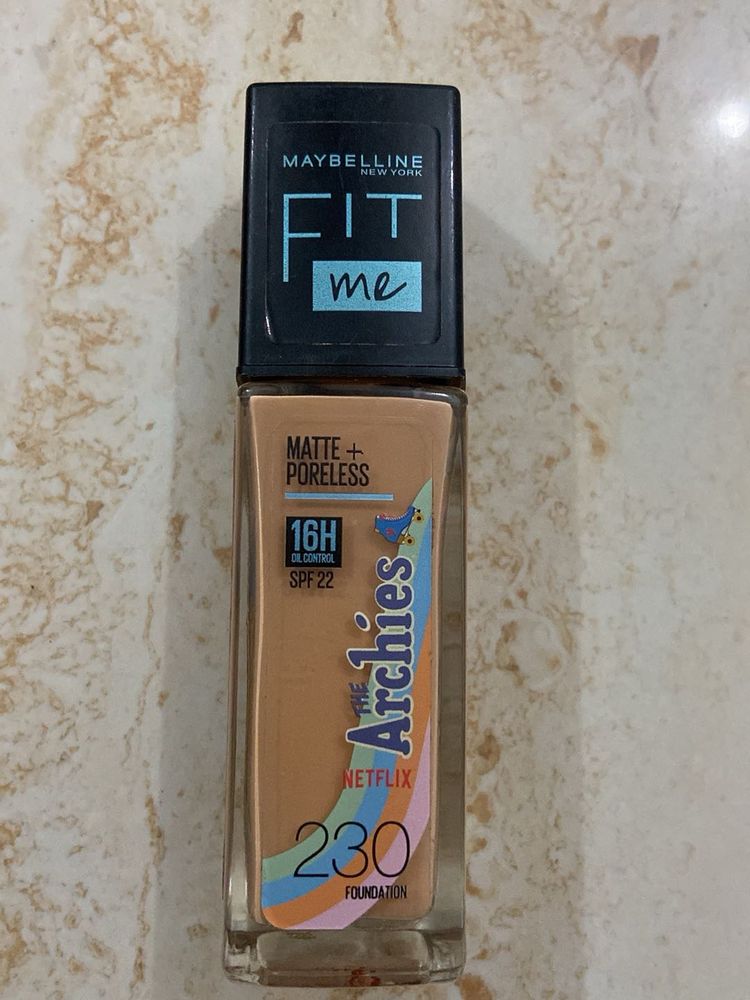 MAYBELLINE
NEW YORK
FIT
me
MATTE +
PORELESS
16H
OIL CONTROL
SPF 22
THE
Archies
NETFLIX
230
FOUNDATION